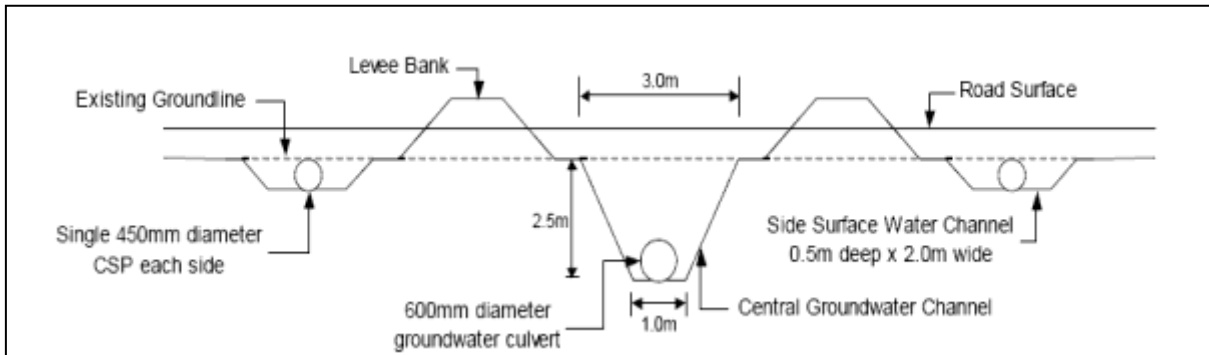 Levee Bank
3.0m
Existing Groundline
Road Surface
2.5m
Single 450mm diameter
CSP each side
Side Surface Water Channel
0.5m deep x 2.0m wide
600mm diameter
groundwater culvert
1.0m
Central Groundwater Channel